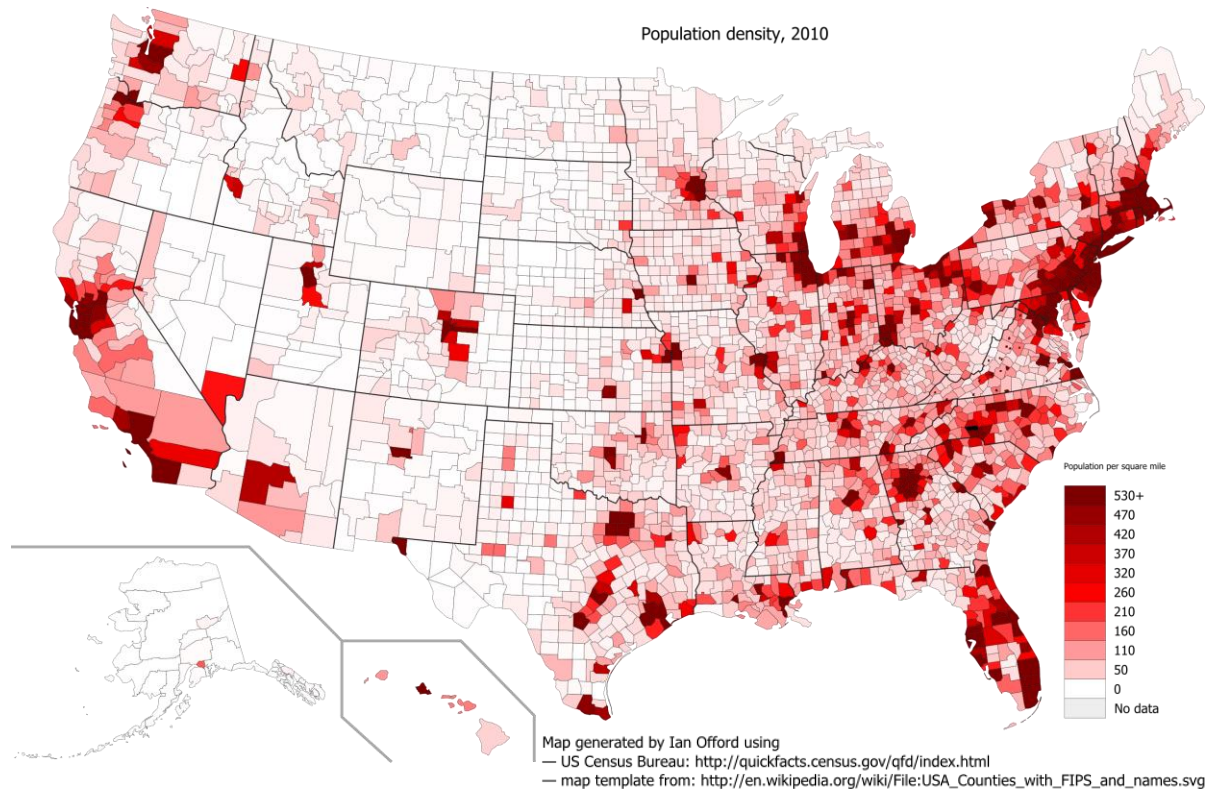 Population density, 2010
Population per square mile
530+
470
420
370
320
260
210
160
110
50
0
No data
Map generated by Ian Offord using
— US Census Bureau: http://quickfacts.census.gov/qfd/index.html
— map template from: http://en.wikipedia.org/wiki/File:USA_Counties_with_FIPS_and_names.svg